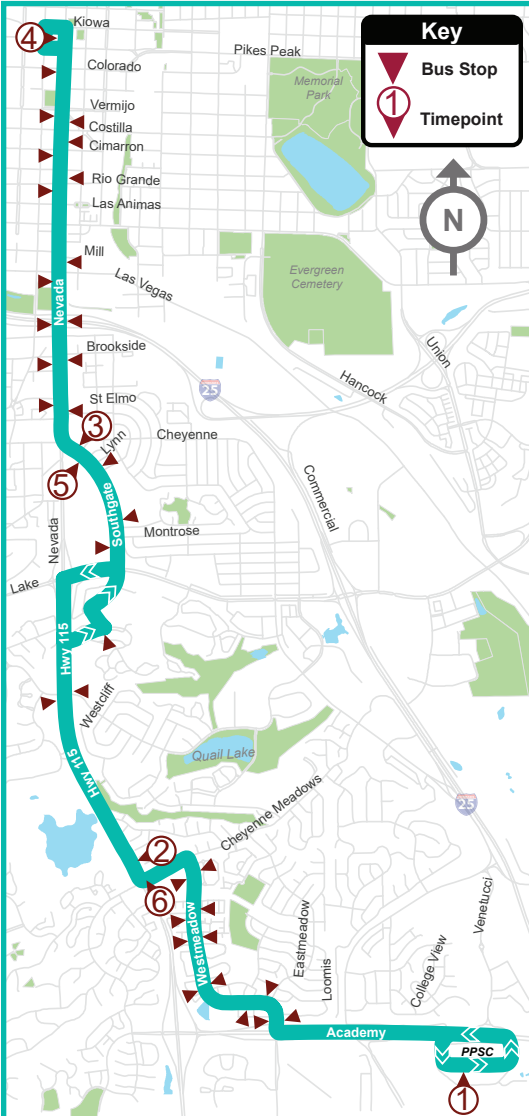 Kiowa
4
Key
Bus Stop
1
Timepoint
Pikes Peak
Colorado
Memorial
Park
Vermijo
Costilla
Cimarron
Rio Grande
Las Animas
N
Mill
Las Vegas
Evergreen
Cemetery
Nevada
Union
Brookside
Hancock
25
St Elmo
3
Lynn
Cheyenne
5
Commercial
Southgate
Montrose
Nevada
Lake
Hwy 115
Westcliff
Quail Lake
Hwy 115
25
Cheyenne Meadows
2
6
Westmeadow
Eastmeadow
Loomis
College View
Venetucci
Academy
PPSC
1